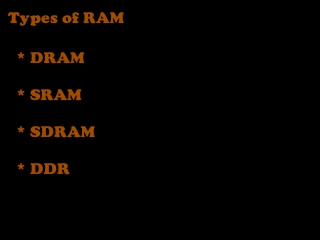 Types of RAM
* DRAM
* SRAM
* SDRAM
* DDR